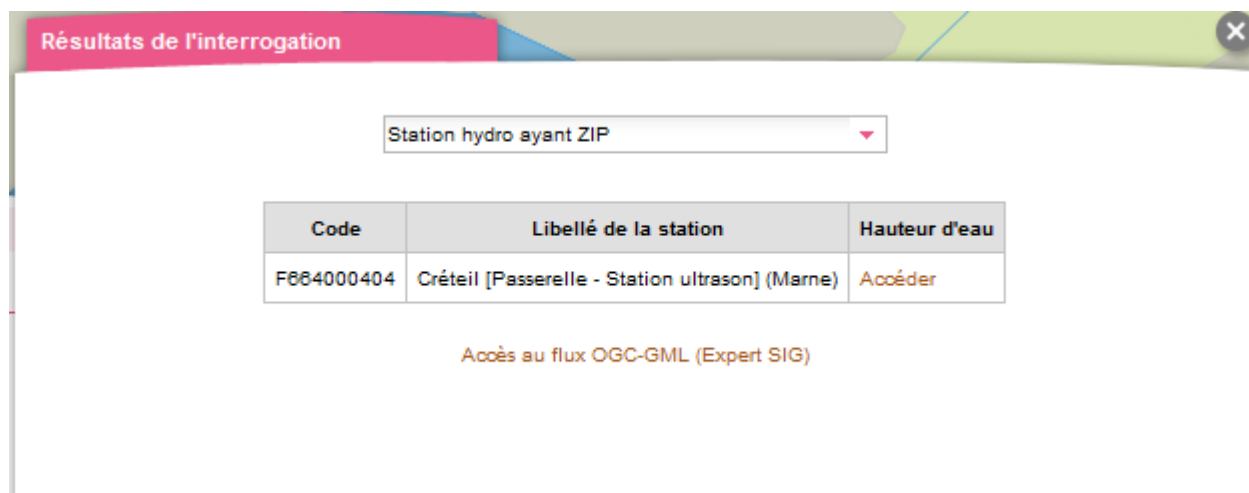 Résultats de l'interrogation
Station hydro ayant ZIP
Code Libellé de la station Hauteur d'eau
F664000404 Créteil [Passerelle - Station ultrason] (Marne) Accéder
Accès au flux OGC-GML (Expert SIG)